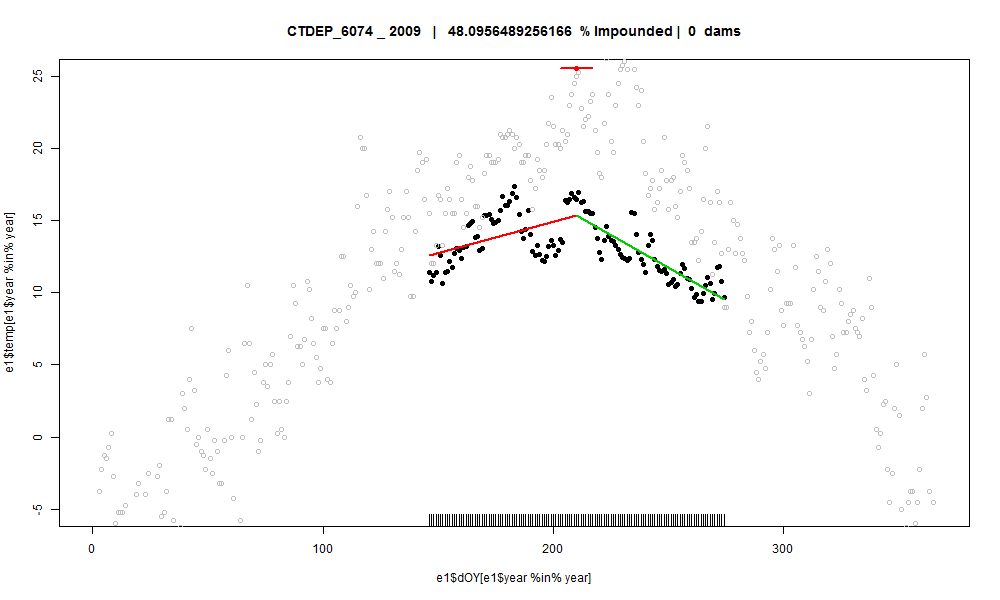 CTDEP_6074 _ 2009 | 48.0956489256166 % Impounded | 0 dams
e1$temp[e1$year %in% year]
25
20
15
10
5
0
-5
0 100 200 300
e1$dOY[e1$year %in% year]